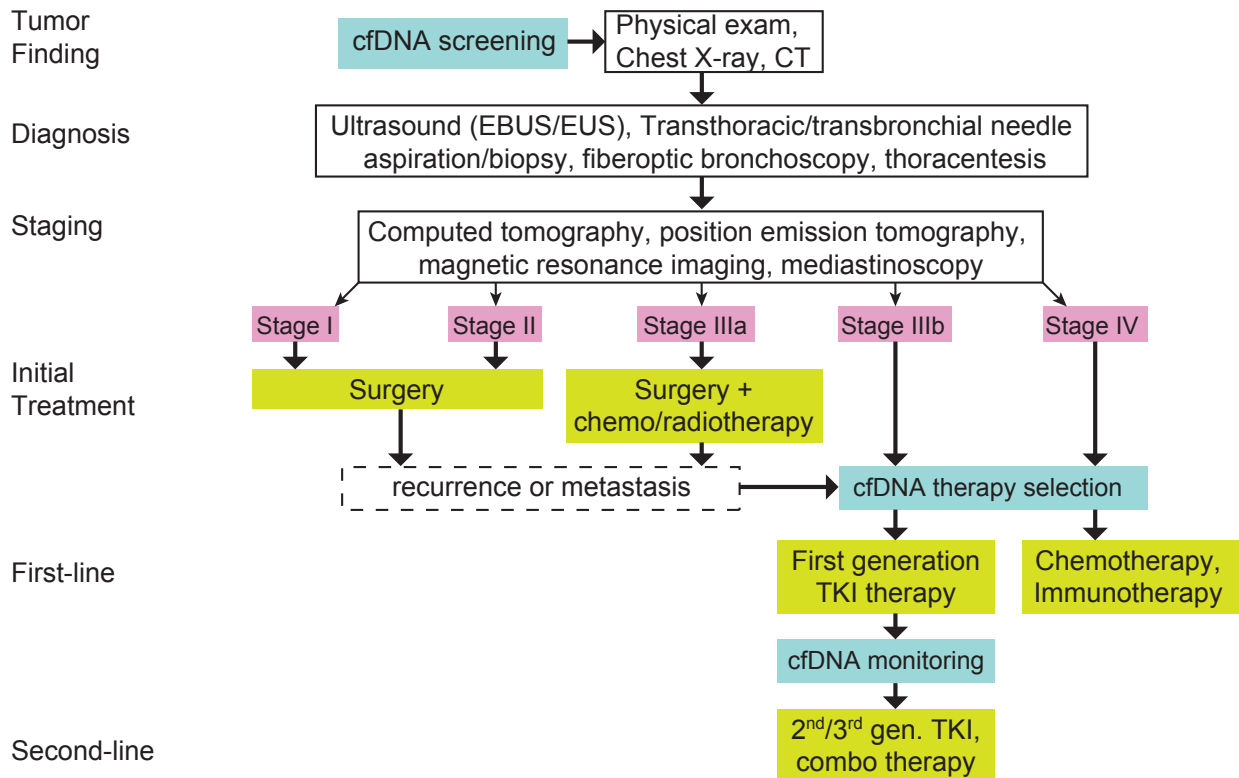 Tumor
Finding
cfDNA screening
Physical exam,
Chest X-ray, CT
Diagnosis
Ultrasound (EBUS/EUS), Transthoracic/transbronchial needle
aspiration/biopsy, fiberoptic bronchoscopy, thoracentesis
Staging
Computed tomography, position emission tomography,
magnetic resonance imaging, mediastinoscopy
Stage I
Stage II
Stage IIIa
Stage IIIb
Stage IV
Initial
Treatment
Surgery
Surgery +
chemo/radiotherapy
recurrence or metastasis
cfDNA therapy selection
First-line
First generation
TKI therapy
Chemotherapy,
Immunotherapy
cfDNA monitoring
Second-line
2nd/3rd gen. TKI,
combo therapy